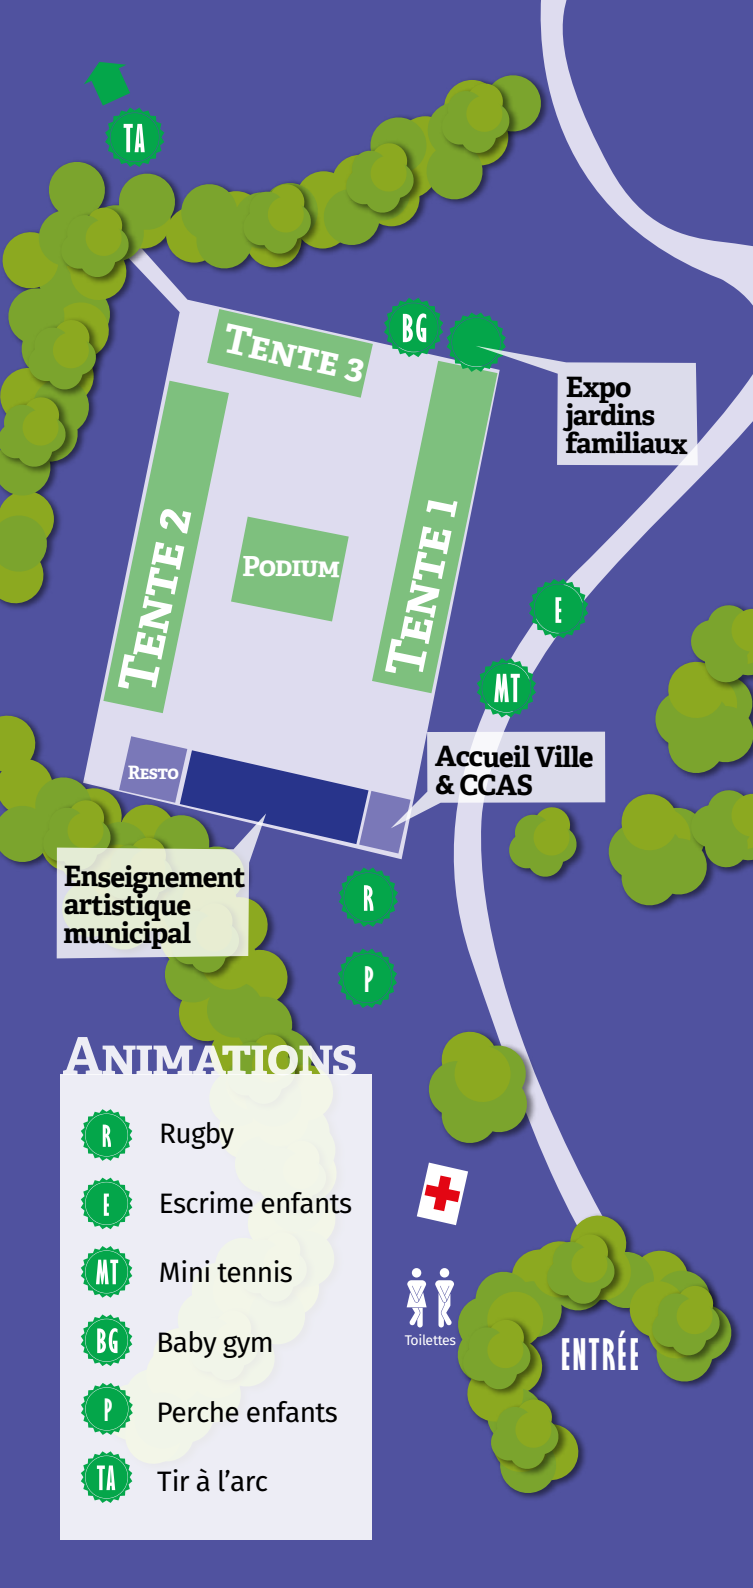 TA
BG
TENTE 3
Expo
jardins
familiaux
TENTE 2
TENTE 1
PODIUM
E
MT
RESTO
Accueil Ville
& CCAS
Enseignement
artistique
municipal
R
P
ANIMATIONS
R Rugby
E Escrime enfants
MT Mini tennis
BG Baby gym
P Perche enfants
TA Tir à l’arc
Toilettes
ENTRÉE